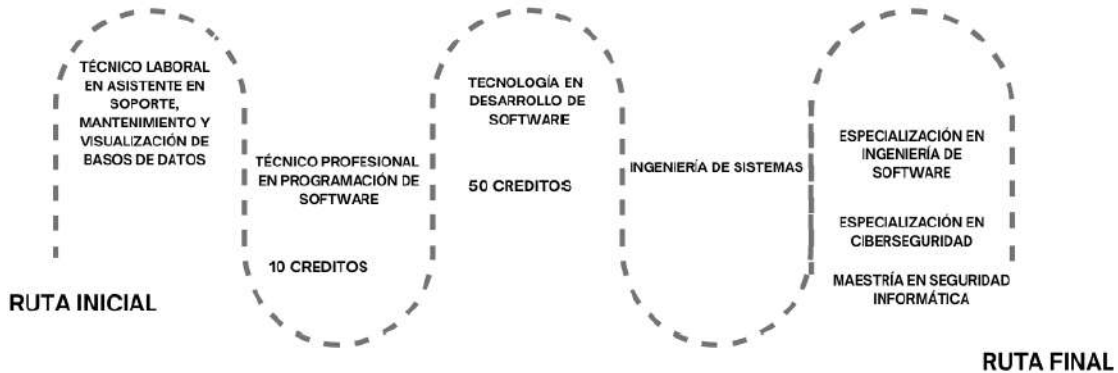 TÉCNICO LABORAL
EN ASISTENTE EN
SOPORTE,
MANTENIMIENTO Y
VISUALIZACIÓN DE
BASOS DE DATOS
TÉCNICO PROFESIONAL
EN PROGRAMACIÓN DE
SOFTWARE
10 CREDITOS
TECNOLOGÍA EN
DESARROLLO DE
SOFTWARE
50 CREDITOS
INGENIERÍA DE SISTEMAS
ESPECIALIZACIÓN EN
INGENIERÍA DE
SOFTWARE
ESPECIALIZACIÓN EN
CIBERSEGURIDAD
MAESTRÍA EN SEGURIDAD
INFORMÁTICA
RUTA INICIAL
RUTA FINAL